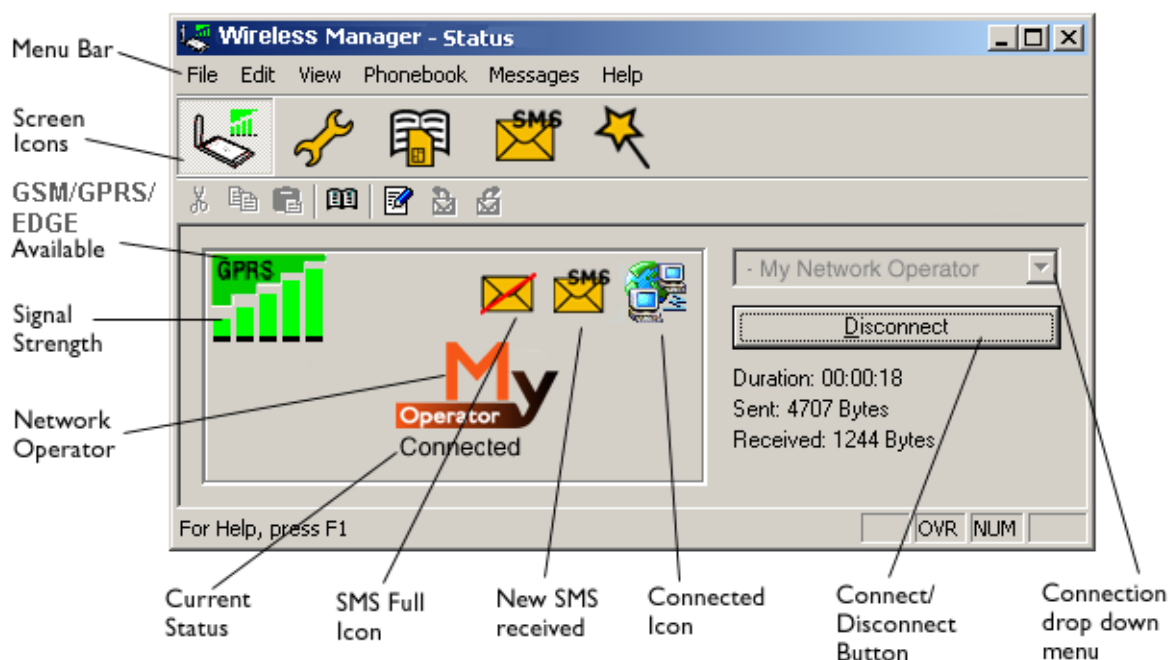 Wireless Manager - Status
Menu Bar
File Edit View Phonebook Messages Help
Screen
Icons
SMS
GSM/GPRS/
EDGE
Available
GPRS
SMS
- My Network Operator
Signal
Strength
Disconnect
Duration: 00:00:18
Sent: 4707 Bytes
Received: 1244 Bytes
My
Operator
Connected
Network
Operator
For Help, press F1
OVR NUM
Current
Status
SMS Full
Icon
New SMS
received
Connected
Icon
Connect/
Disconnect
Button
Connection
drop down
menu